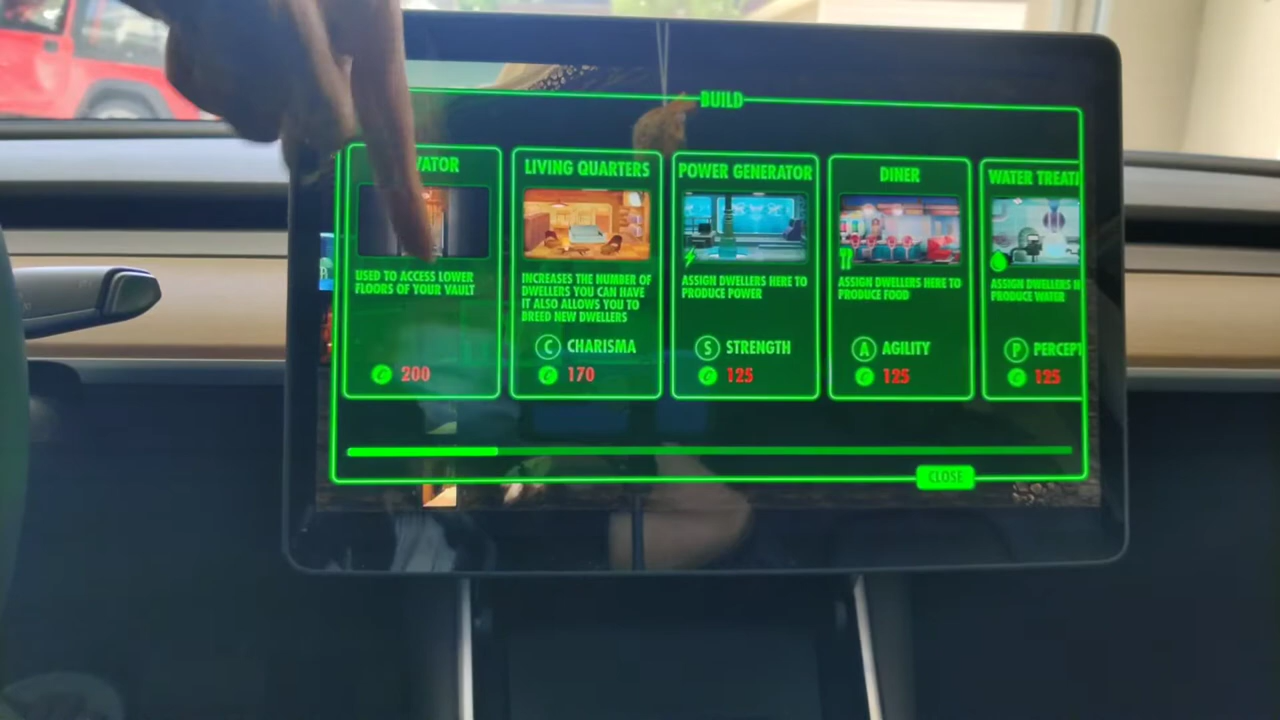 BUILD
VATOR
USED TO ACCESS LOWER
FLOORS OF YOUR VAULT
200
LIVING QUARTERS
INCREASES THE NUMBER OF
DWELLERS YOU CAN HAVE
IT ALSO ALLOWS YOU TO
BREED NEW DWELLERS
C CHARISMA
170
POWER GENERATOR
ASSIGN DWELLERS HERE TO
PRODUCE POWER
S STRENGTH
125
DINER
ASSIGN DWELLERS HERE TO
PRODUCE FOOD
A AGILITY
125
WATER TREATI
ASSIGN DWELLERS H
PRODUCE WATER
P PERCEPT
125
CLOSE